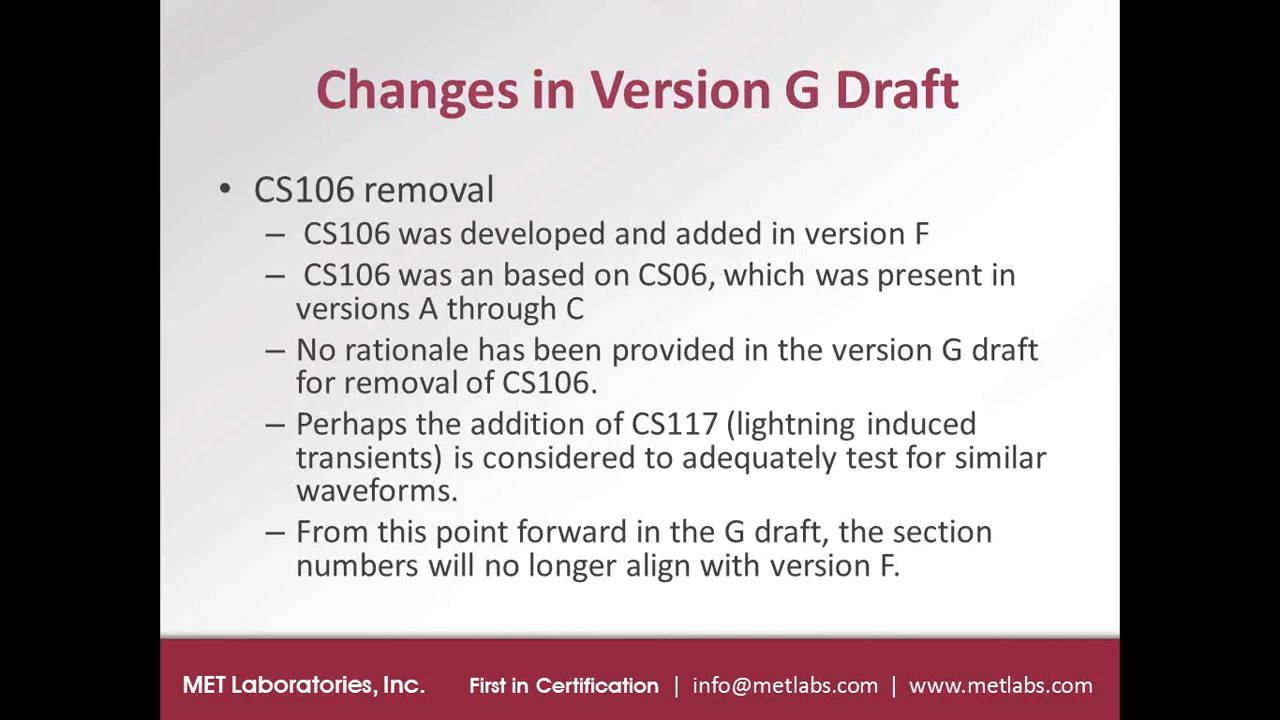 Changes in Version G Draft
• CS106 removal
– CS106 was developed and added in version F
– CS106 was an based on CS06, which was present in
versions A through C
– No rationale has been provided in the version G draft
for removal of CS106.
– Perhaps the addition of CS117 (lightning induced
transients) is considered to adequately test for similar
waveforms.
– From this point forward in the G draft, the section
numbers will no longer align with version F.
MET Laboratories, Inc. First in Certification | info@metlabs.com | www.metlabs.com